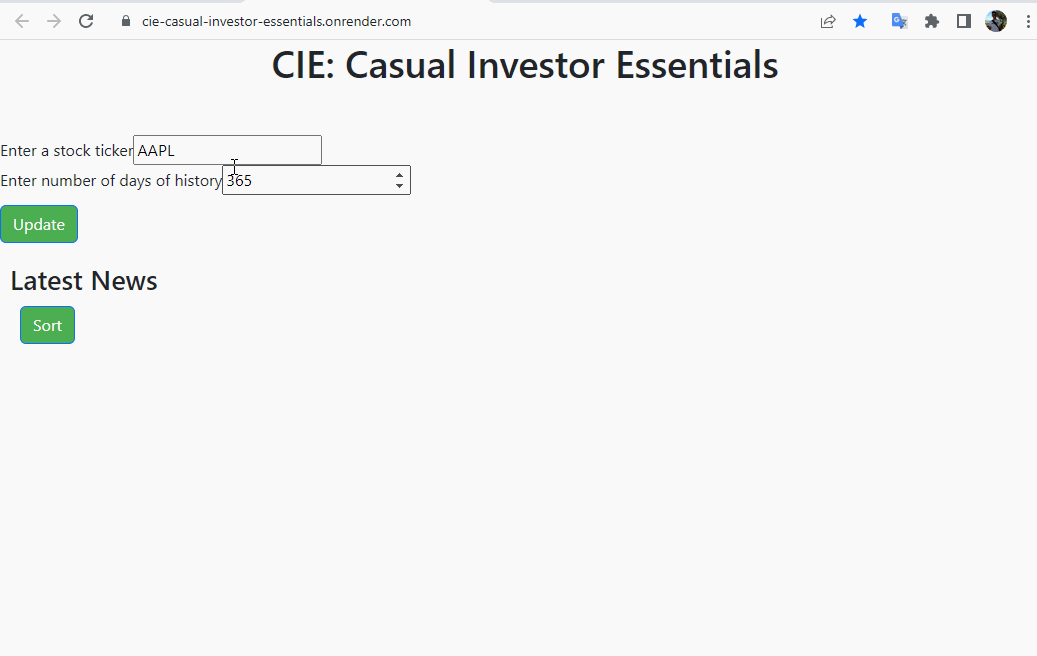 cie-casual-investor-essentials.onrender.com
CIE: Casual Investor Essentials
Enter a stock ticker AAPL
Enter number of days of history 365
Update
Latest News
Sort